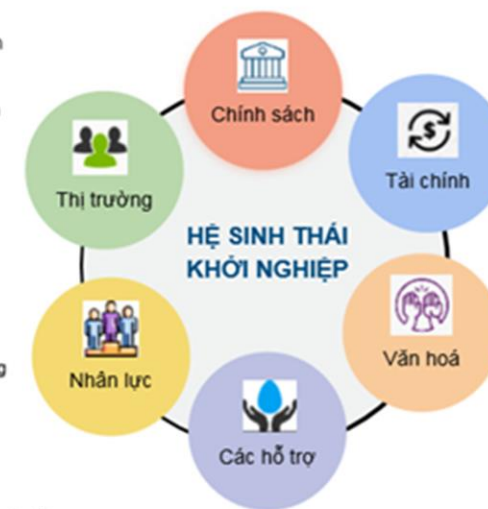 Chính sách
Tài chính
Thị trường
HỆ SINH THÁI
KHỞI NGHIỆP
Văn hoá
Nhân lực
Các hỗ trợ